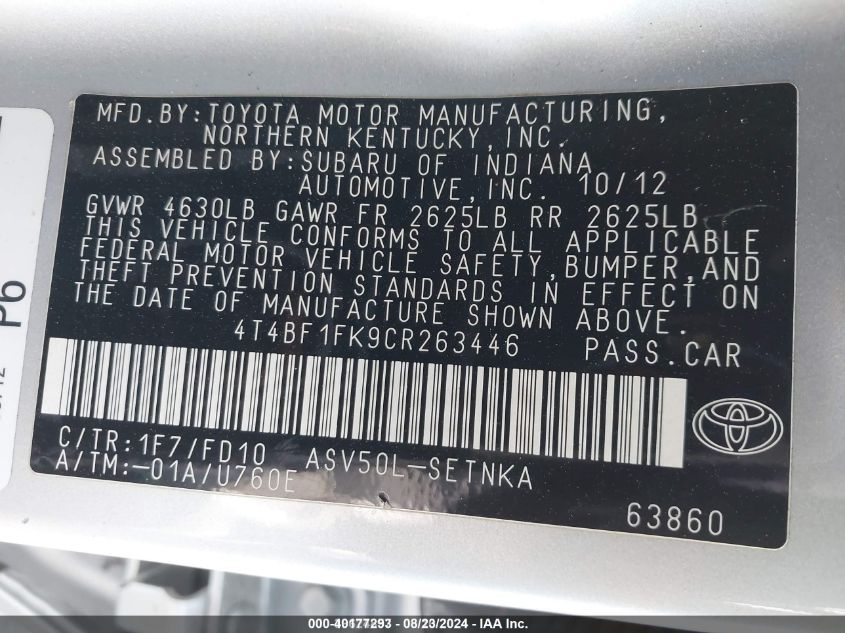 MFD.BY:TOYOTA MOTOR MANUFACTURING,
NORTHERN KENTUCKY,INC.
ASSEMBLED BY:SUBARU OF INDIANA
AUTOMOTIVE,INC. 10/12
GVWR 4630LB GAWR FR 2625LB RR 2625LB
THIS VEHICLE CONFORMS TO ALL APPLICABLE
FEDERAL MOTOR VEHICLE SAFETY,BUMPER,AND
THEFT PREVENTION STANDARDS IN EFFECT ON
THE DATE OF MANUFACTURE SHOWN ABOVE.
4T4BF1FK9CR263446 PASS.CAR
C/TR:1F7/FD10 ASV50L-SETNKA
A/TM:-01A/U760E
63860
P6
000-40177293 - 08/23/2024 - IAA Inc.